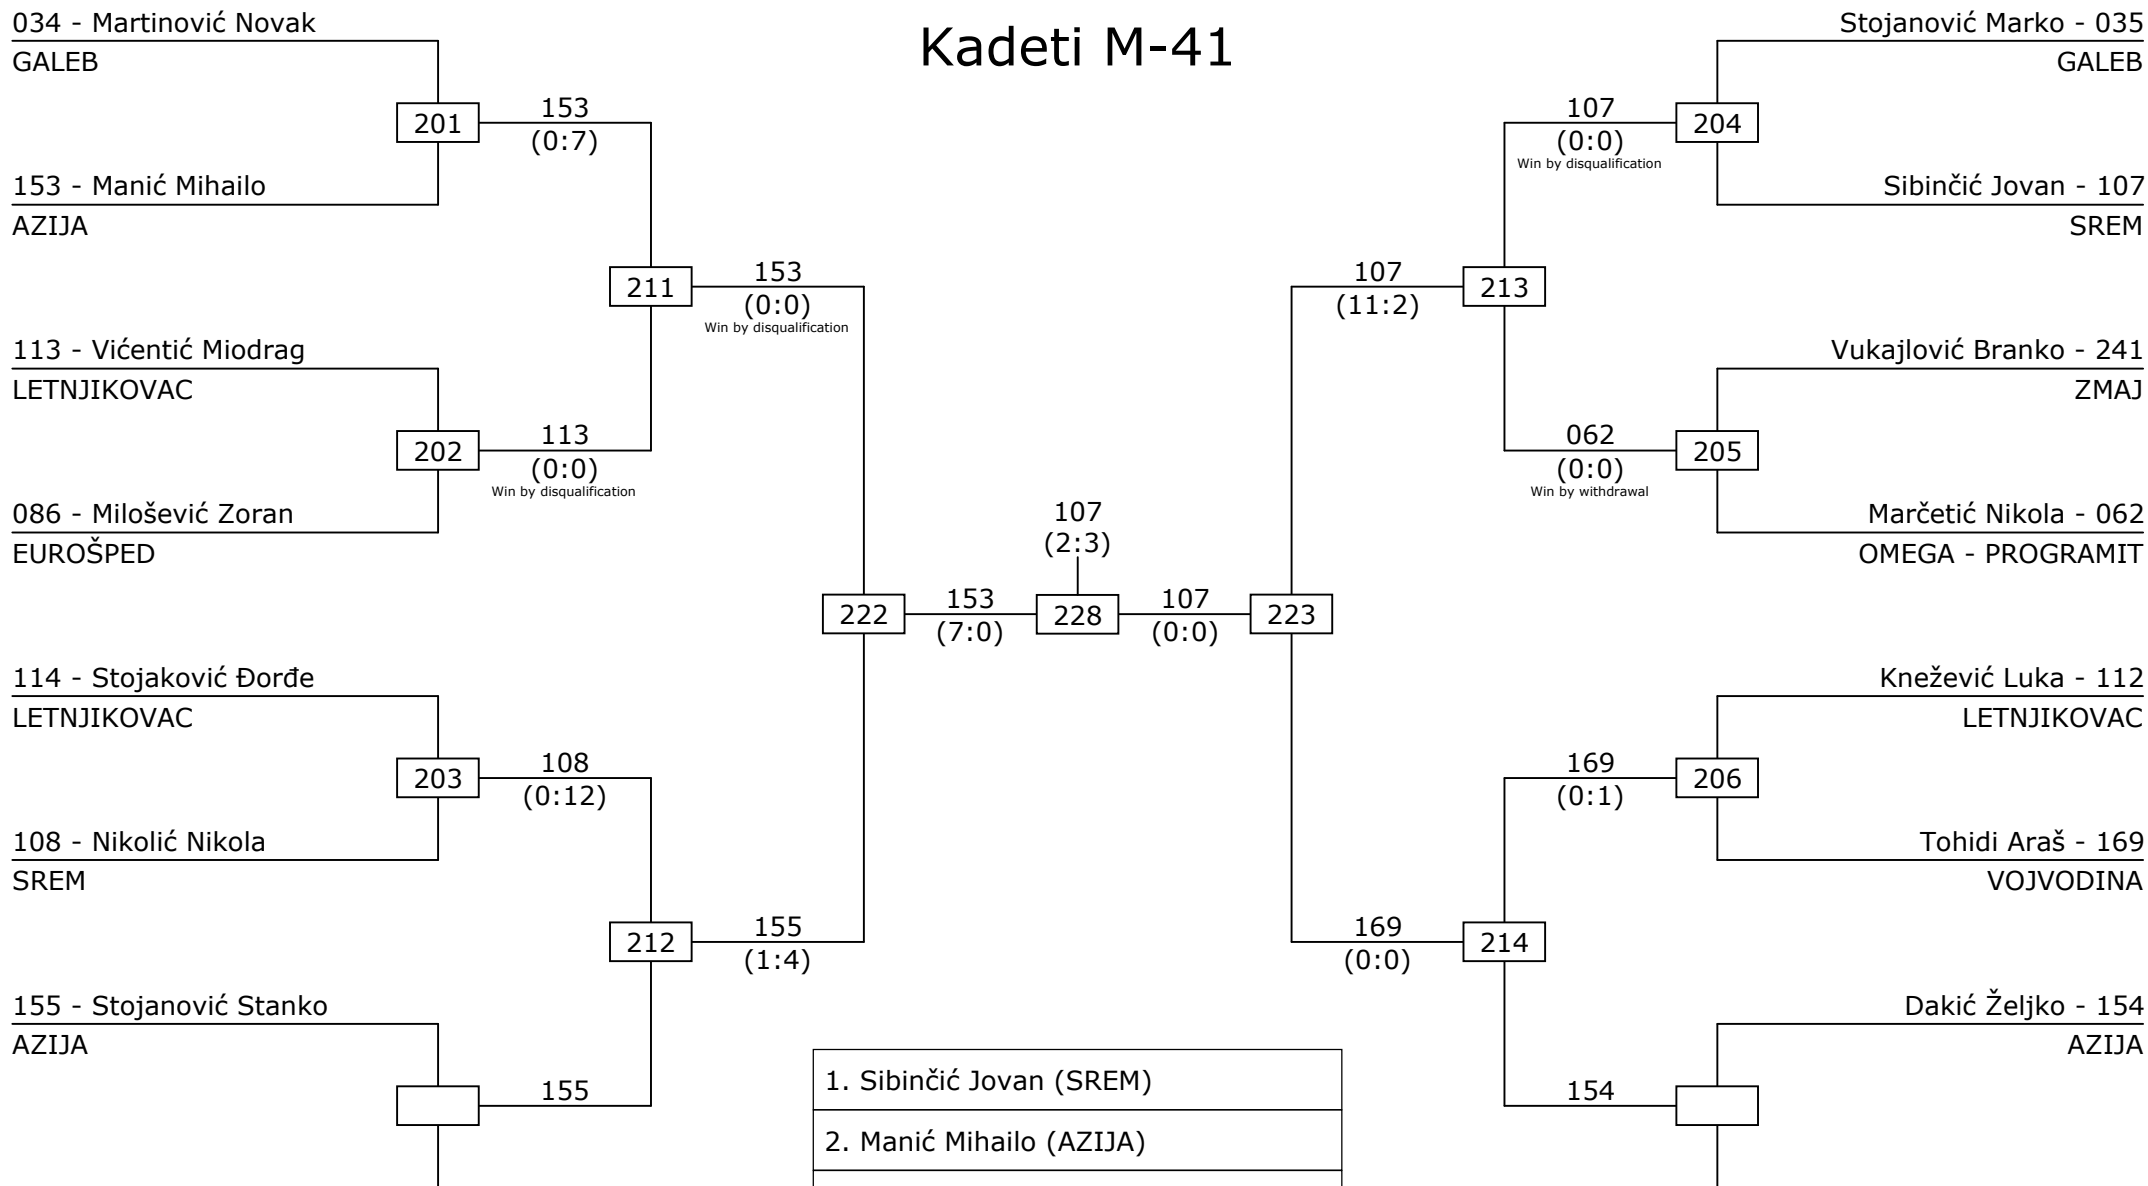 Kadeti M-41
034 - Martinović Novak
GALEB
201
153
(0:7)
153 - Manić Mihailo
AZIJA
211
153
(0:0)
Win by disqualification
113 - Vićentić Miodrag
LETNJIKOVAC
202
113
(0:0)
Win by disqualification
086 - Milošević Zoran
EUROŠPED
222
153
(7:0)
114 - Stojaković Đorđe
LETNJIKOVAC
203
108
(0:12)
108 - Nikolić Nikola
SREM
212
155
(1:4)
155 - Stojanović Stanko
AZIJA
155
107
(2:3)
228
Stojanović Marko - 035
GALEB
107
(0:0)
Win by disqualification
204
Sibinčić Jovan - 107
SREM
107
(11:2)
213
Vukajlović Branko - 241
ZMAJ
062
(0:0)
Win by withdrawal
205
Marčetić Nikola - 062
OMEGA - PROGRAMIT
107
(0:0)
223
Knežević Luka - 112
LETNJIKOVAC
169
(0:1)
206
Tohidi Araš - 169
VOJVODINA
169
(0:0)
214
Dakić Željko - 154
AZIJA
154
1. Sibinčić Jovan (SREM)
2. Manić Mihailo (AZIJA)